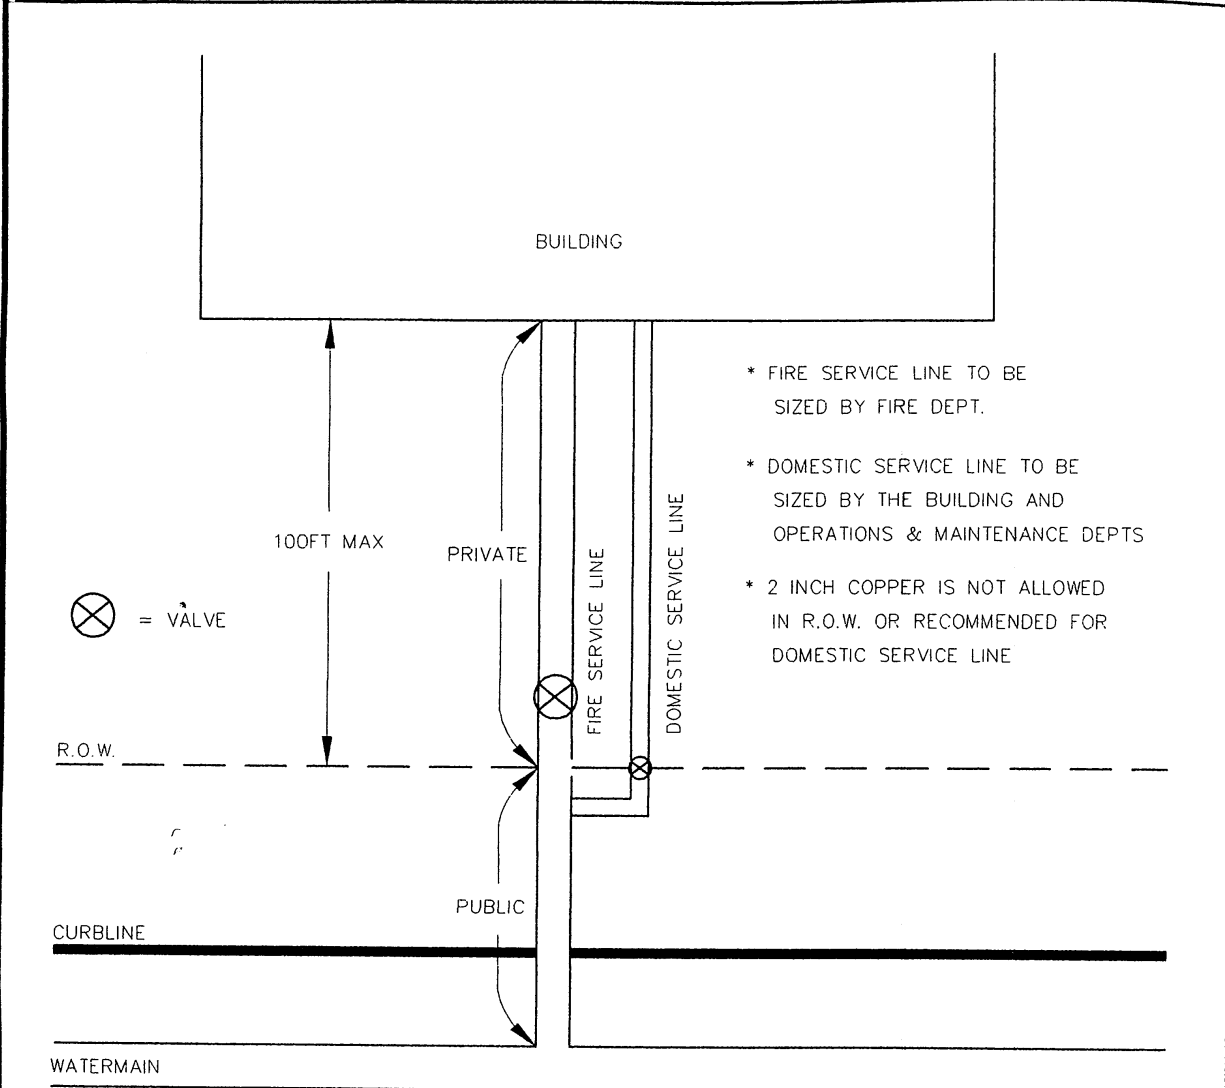 BUILDING
* FIRE SERVICE LINE TO BE
SIZED BY FIRE DEPT.
* DOMESTIC SERVICE LINE TO BE
SIZED BY THE BUILDING AND
OPERATIONS & MAINTENANCE DEPTS
* 2 INCH COPPER IS NOT ALLOWED
IN R.O.W. OR RECOMMENDED FOR
DOMESTIC SERVICE LINE
100FT MAX
PRIVATE
FIRE SERVICE LINE
DOMESTIC SERVICE LINE
= VALVE
R.O.W.
PUBLIC
CURBLINE
WATERMAIN